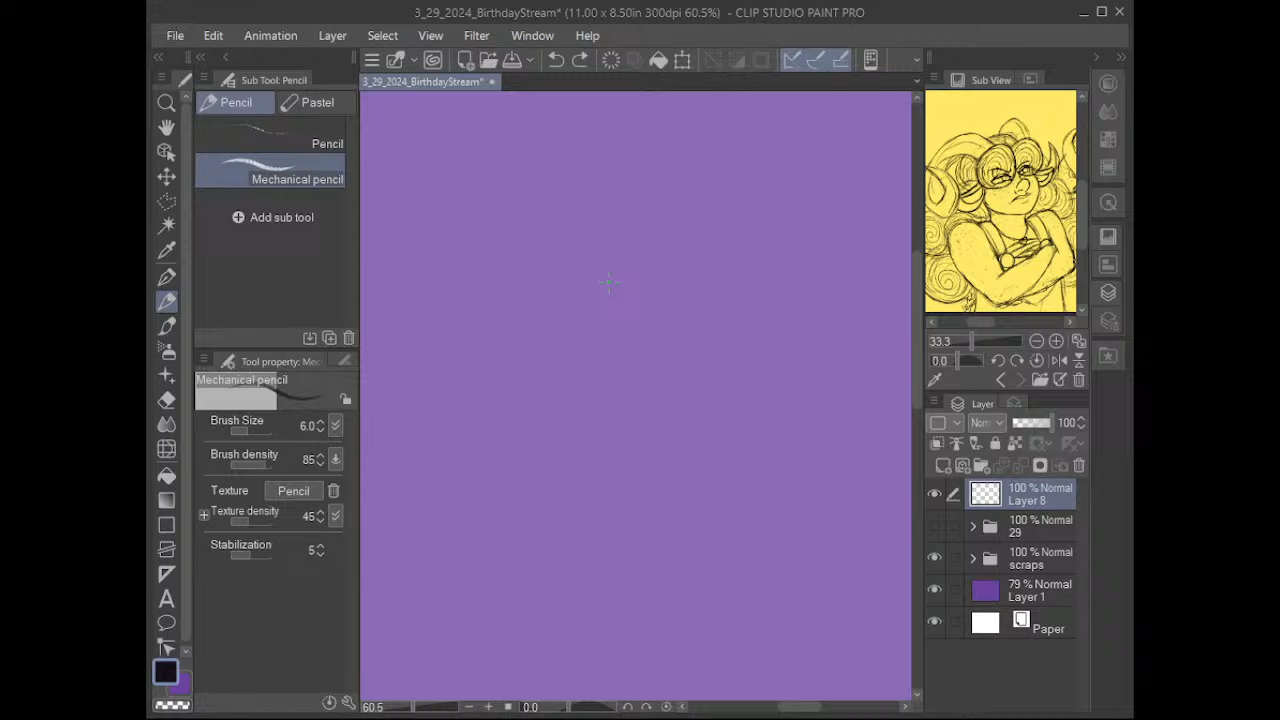 3_29_2024_BirthdayStream* (11.00 x 8.50in 300dpi 60.5%) - CLIP STUDIO PAINT PRO
File Edit Animation Layer Select View Filter Window Help
Sub Tool: Pencil
3_29_2024_BirthdayStream*
Sub View
Pencil Pastel
Pencil
Mechanical pencil
Add sub tool
Tool property: Mec
Mechanical pencil
Brush Size 6.0
Brush density 85
Texture Pencil
Texture density 45
Stabilization 5
A
60.5 0.0
33.3
0.0
Layer
Norm 100
100 % Normal
Layer 8
100 % Normal
29
100 % Normal
scraps
79 % Normal
Layer 1
Paper